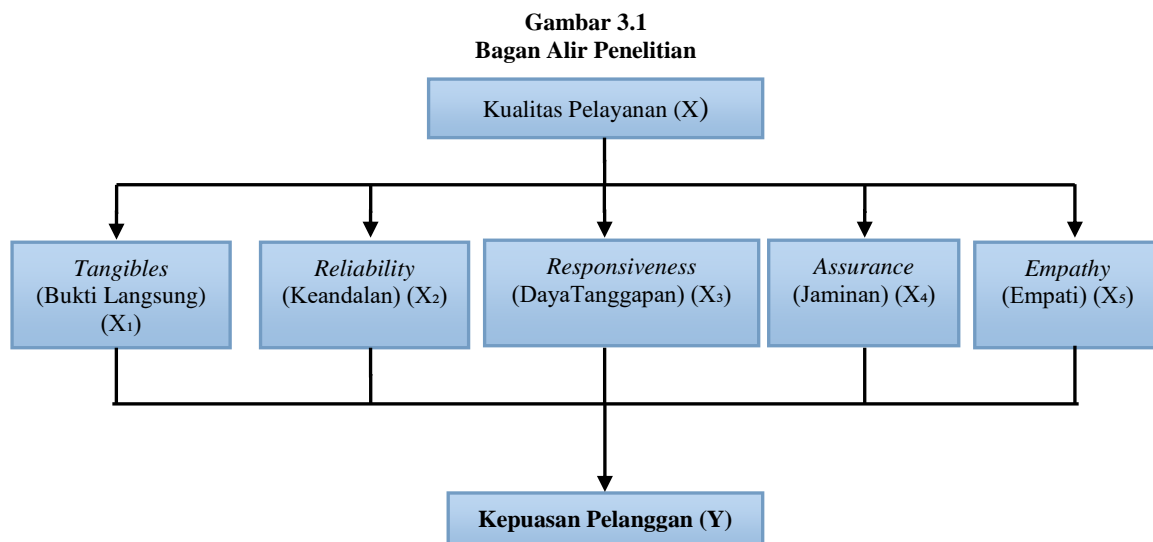 Gambar 3.1
Bagan Alir Penelitian
Kualitas Pelayanan (X)
Tangibles
(Bukti Langsung)
(X₁)
Reliability
(Keandalan) (X₂)
Responsiveness
(DayaTanggapan) (X₃)
Assurance
(Jaminan) (X₄)
Empathy
(Empati) (X₅)
Kepuasan Pelanggan (Y)